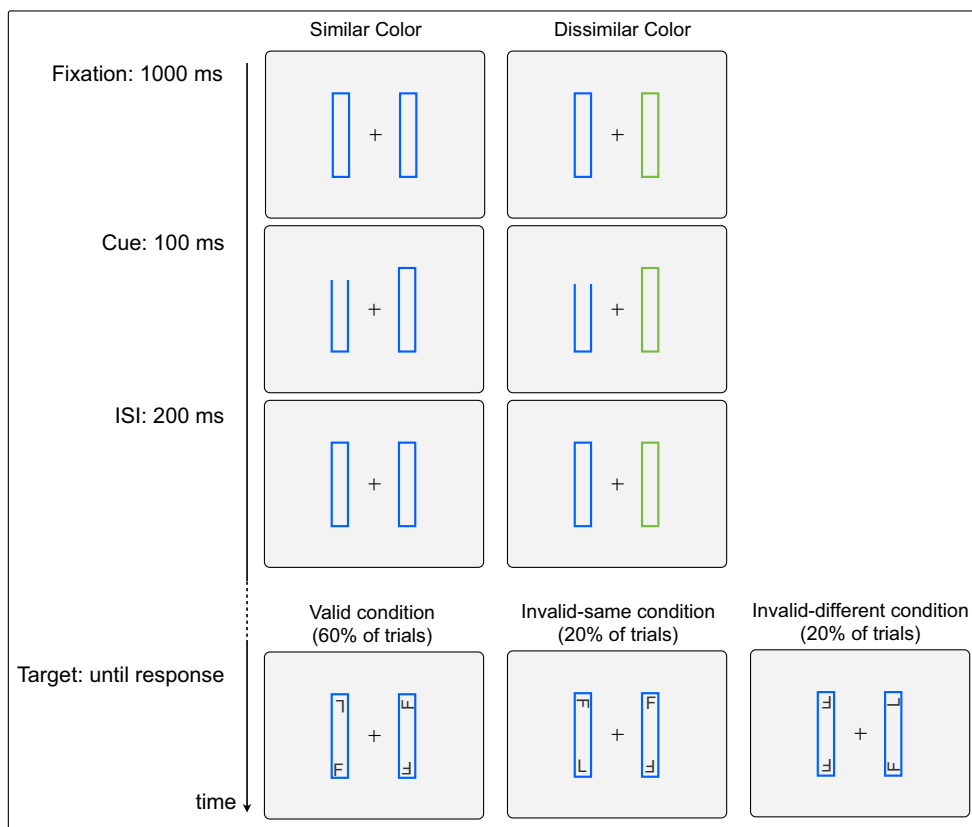 Similar Color
Dissimilar Color
Fixation: 1000 ms
+
+
Cue: 100 ms
+
+
ISI: 200 ms
+
+
Valid condition
(60% of trials)
Invalid-same condition
(20% of trials)
Invalid-different condition
(20% of trials)
Target: until response
L F
+
F F
F F
+
L F
F L
+
F F
time